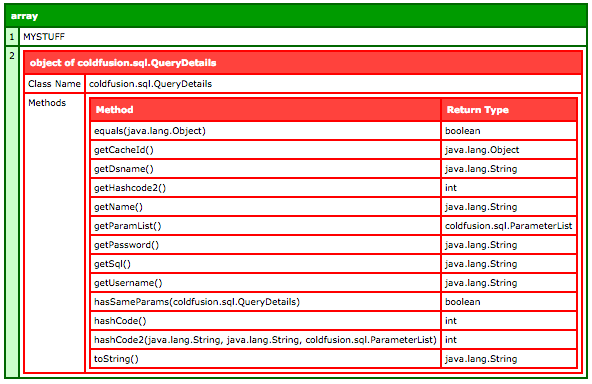 array
1 MYSTUFF
2 object of coldfusion.sql.QueryDetails
Class Name coldfusion.sql.QueryDetails
Methods
Method Return Type
equals(java.lang.Object) boolean
getCacheId() java.lang.Object
getDsname() java.lang.String
getHashcode2() int
getName() java.lang.String
getParamList() coldfusion.sql.ParameterList
getPassword() java.lang.String
getSql() java.lang.String
getUsername() java.lang.String
hasSameParams(coldfusion.sql.QueryDetails) boolean
hashCode() int
hashCode2(java.lang.String, java.lang.String, coldfusion.sql.ParameterList) int
toString() java.lang.String